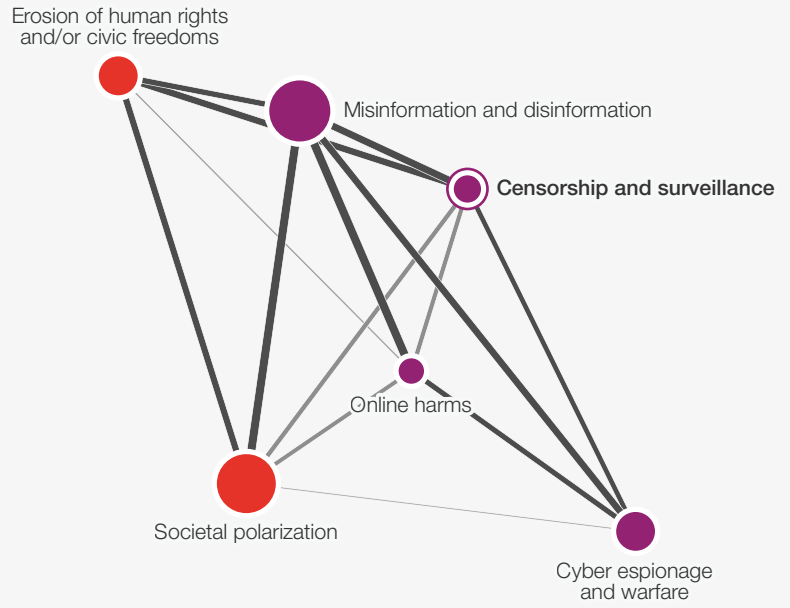 Erosion of human rights
and/or civic freedoms
Misinformation and disinformation
Censorship and surveillance
Online harms
Societal polarization
Cyber espionage
and warfare